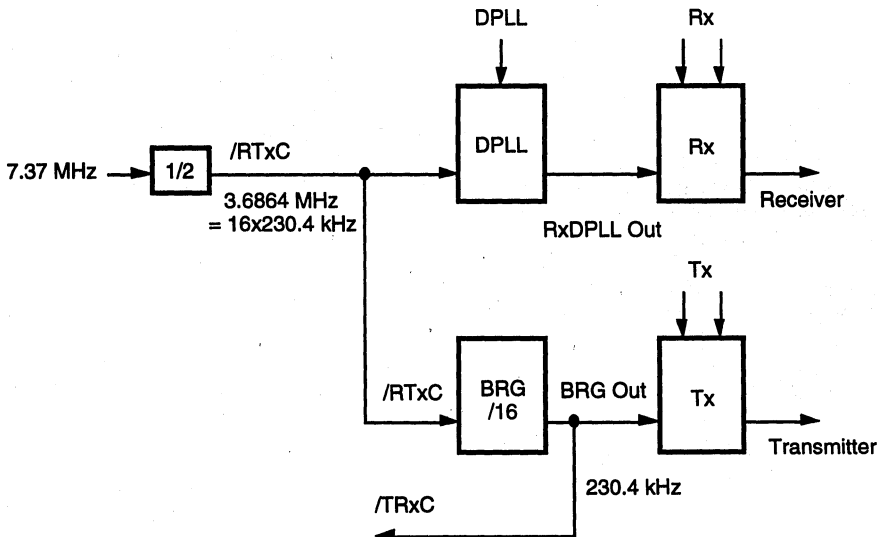 DPLL
Rx
7.37 MHz
1/2
/RTxC
3.6864 MHz
= 16x230.4 kHz
DPLL
Rx
Receiver
RxDPLL Out
Tx
/RTxC
BRG
/16
BRG Out
Tx
Transmitter
230.4 kHz
/TRxC